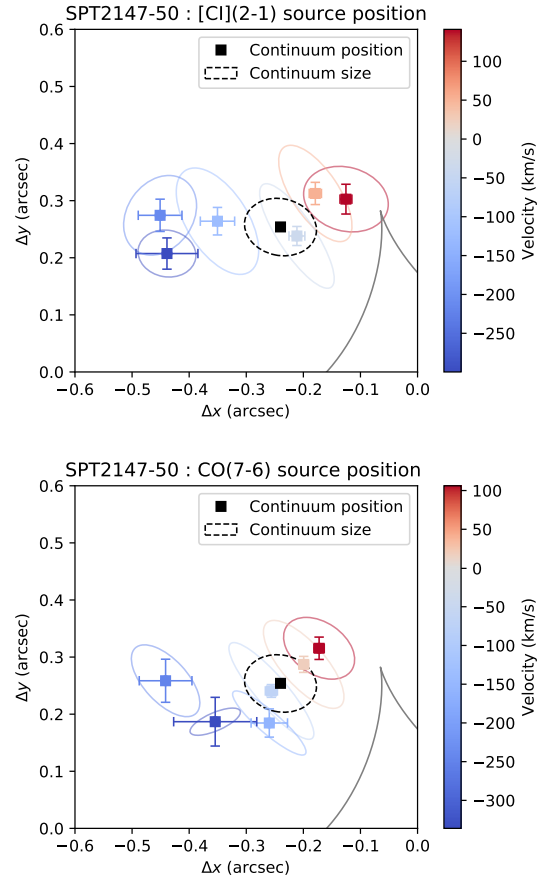 SPT2147-50 : [CI](2-1) source position
Continuum position
Continuum size
0.6
0.5
0.4
0.3
0.2
0.1
0.0
Δy (arcsec)
−0.6 −0.5 −0.4 −0.3 −0.2 −0.1 0.0
Δx (arcsec)
100
50
0
−50
−100
−150
−200
−250
Velocity (km/s)
SPT2147-50 : CO(7-6) source position
Continuum position
Continuum size
0.6
0.5
0.4
0.3
0.2
0.1
0.0
Δy (arcsec)
−0.6 −0.5 −0.4 −0.3 −0.2 −0.1 0.0
Δx (arcsec)
100
50
0
−50
−100
−150
−200
−250
−300
Velocity (km/s)